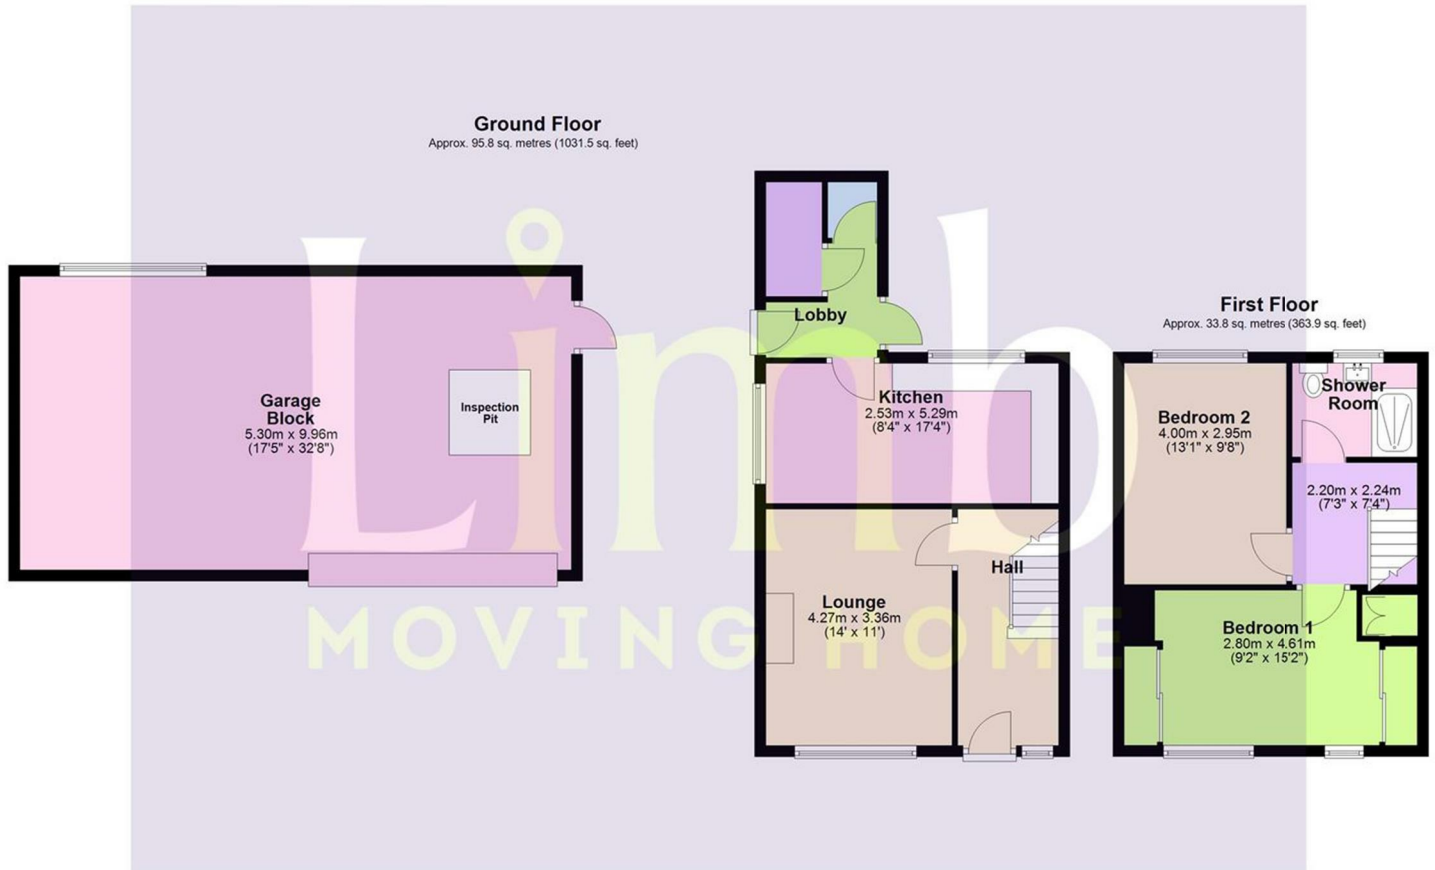 Ground Floor
Approx. 95.8 sq. metres (1031.5 sq. feet)
Garage
Block
5.30m x 9.96m
(17'5" x 32'8")
Inspection
Pit
Lobby
Kitchen
2.53m x 5.29m
(8'4" x 17'4")
Lounge
4.27m x 3.36m
(14' x 11')
Hall
First Floor
Approx. 33.8 sq. metres (363.9 sq. feet)
Bedroom 2
4.00m x 2.95m
(13'1" x 9'8")
Shower
Room
2.20m x 2.24m
(7'3" x 7'4")
Bedroom 1
2.80m x 4.61m
(9'2" x 15'2")
Limb
MOVING HOME